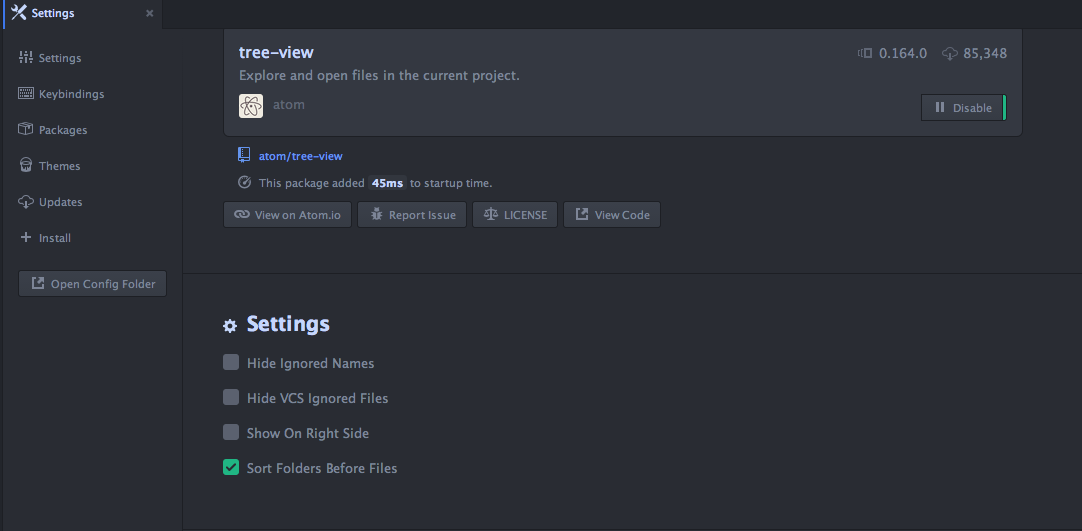 Settings
Settings
Keybindings
Packages
Themes
Updates
Install
Open Config Folder
tree-view 0.164.0 85,348
Explore and open files in the current project.
atom Disable
atom/tree-view
This package added 45ms to startup time.
View on Atom.io Report Issue LICENSE View Code
Settings
Hide Ignored Names
Hide VCS Ignored Files
Show On Right Side
Sort Folders Before Files